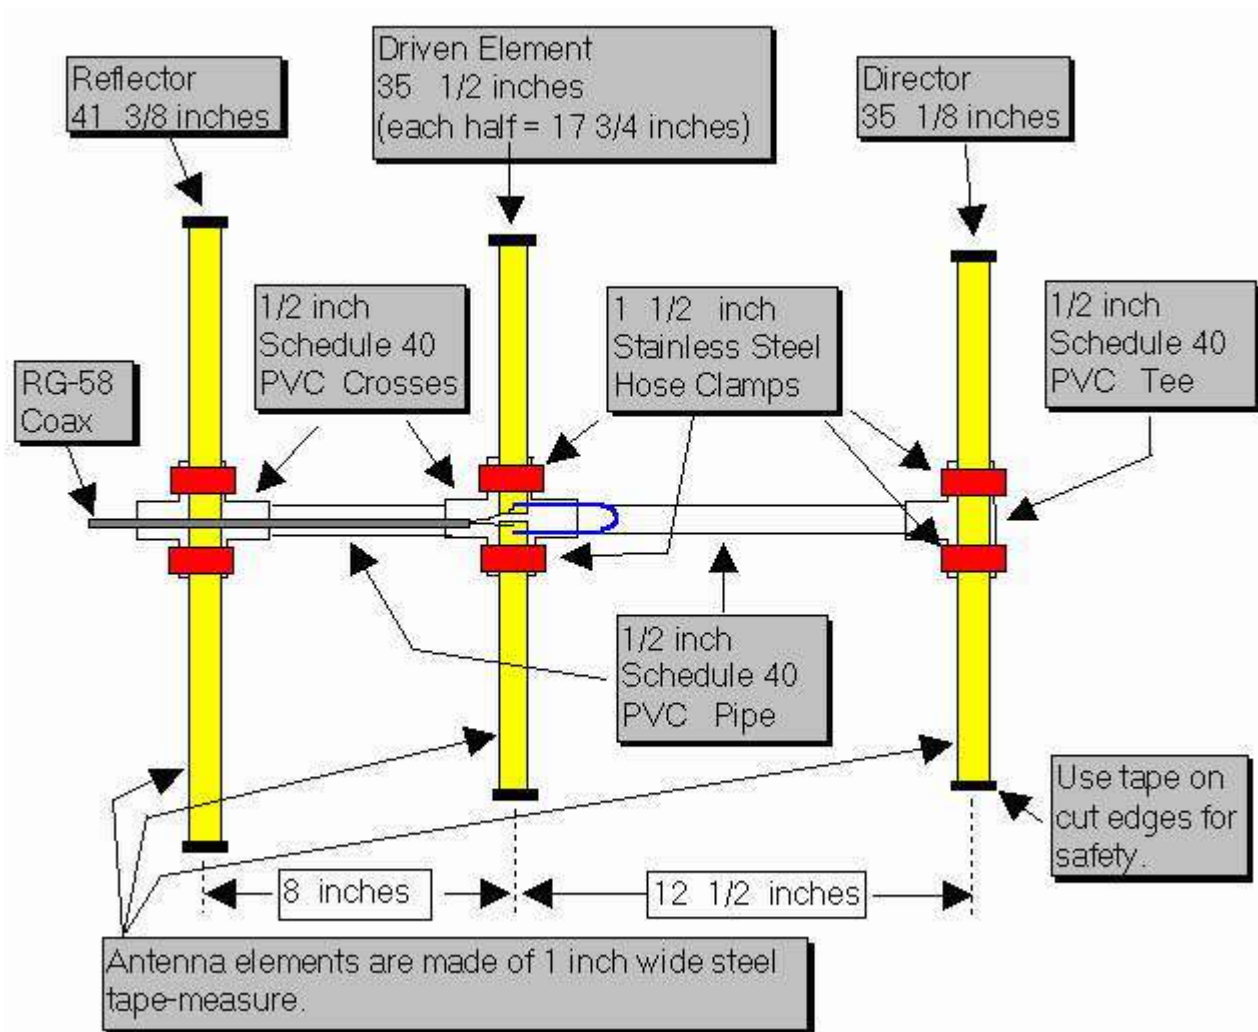 Reflector
41 3/8 inches
Driven Element
35 1/2 inches
(each half = 17 3/4 inches)
Director
35 1/8 inches
RG-58
Coax
1/2 inch
Schedule 40
PVC Crosses
1 1/2 inch
Stainless Steel
Hose Clamps
1/2 inch
Schedule 40
PVC Tee
1/2 inch
Schedule 40
PVC Pipe
Use tape on
cut edges for
safety.
8 inches
12 1/2 inches
Antenna elements are made of 1 inch wide steel
tape-measure.